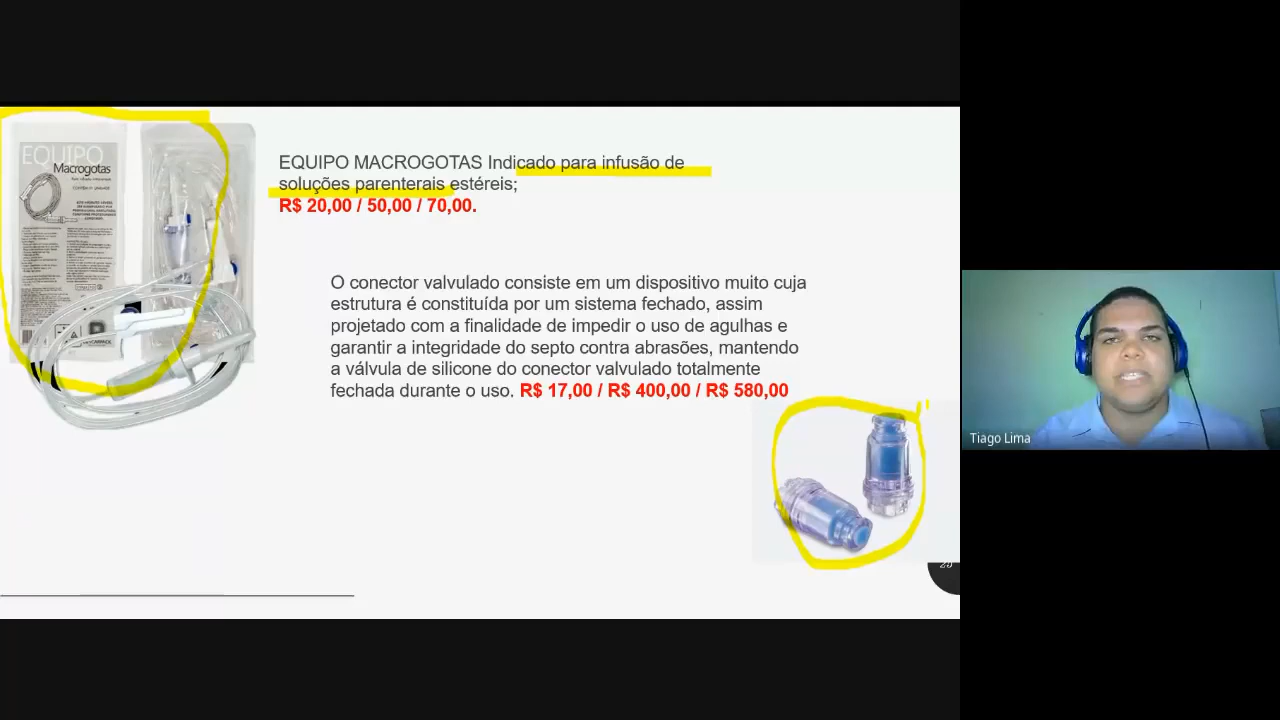 EQUIPO
Macrogotas
EQUIPO MACROGOTAS Indicado para infusão de
soluções parenterais estéreis;
R$ 20,00 / 50,00 / 70,00.
O conector valvulado consiste em um dispositivo muito cuja
estrutura é constituída por um sistema fechado, assim
projetado com a finalidade de impedir o uso de agulhas e
garantir a integridade do septo contra abrasões, mantendo
a válvula de silicone do conector valvulado totalmente
fechada durante o uso. R$ 17,00 / R$ 400,00 / R$ 580,00
Tiago Lima